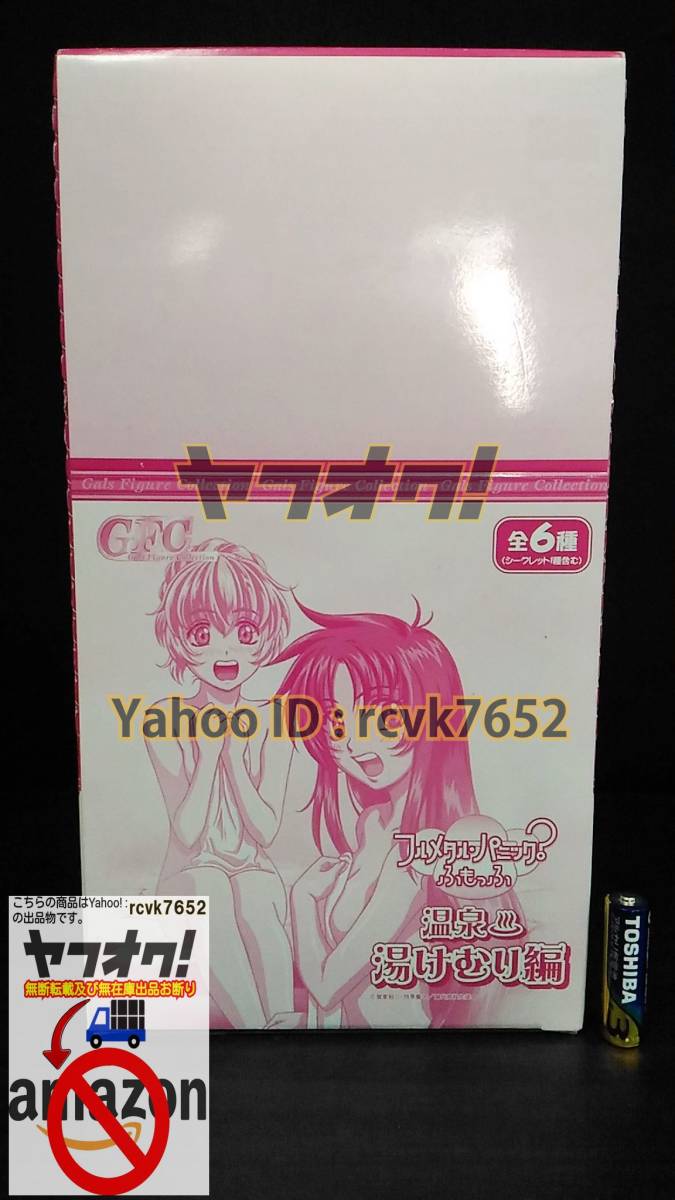 ヤフオク!
Gals Figure Collection Gals Figure Collection Gals Figure Collection
GFC
Gals Figure Collection
全6種
(シークレット1種含む)
Yahoo ID : rcvk7652
フルメタル・パニック?
ふもっふ
温泉♨
湯けむり編
TOSHIBA
3
こちらの商品はYahoo! : rcvk7652
の出品物です。
ヤフオク!
無断転載及び無在庫出品お断り
amazon